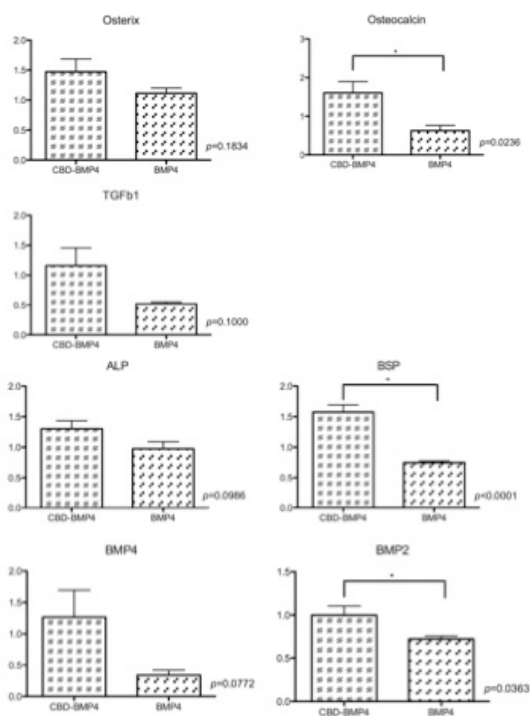 Osterix
2.0
1.5
1.0
0.5
0.0
CBD-BMP4 BMP4
p=0.1834
Osteocalcin
3
2
1
0
*
CBD-BMP4 BMP4
p=0.0236
TGFb1
2.0
1.5
1.0
0.5
0.0
CBD-BMP4 BMP4
p=0.1000
ALP
2.0
1.5
1.0
0.5
0.0
CBD-BMP4 BMP4
p=0.0986
BSP
2.0
1.5
1.0
0.5
0.0
*
CBD-BMP4 BMP4
p<0.0001
BMP4
2.0
1.5
1.0
0.5
0.0
CBD-BMP4 BMP4
p=0.0772
BMP2
1.5
1.0
0.5
0.0
*
CBD-BMP4 BMP4
p=0.0363